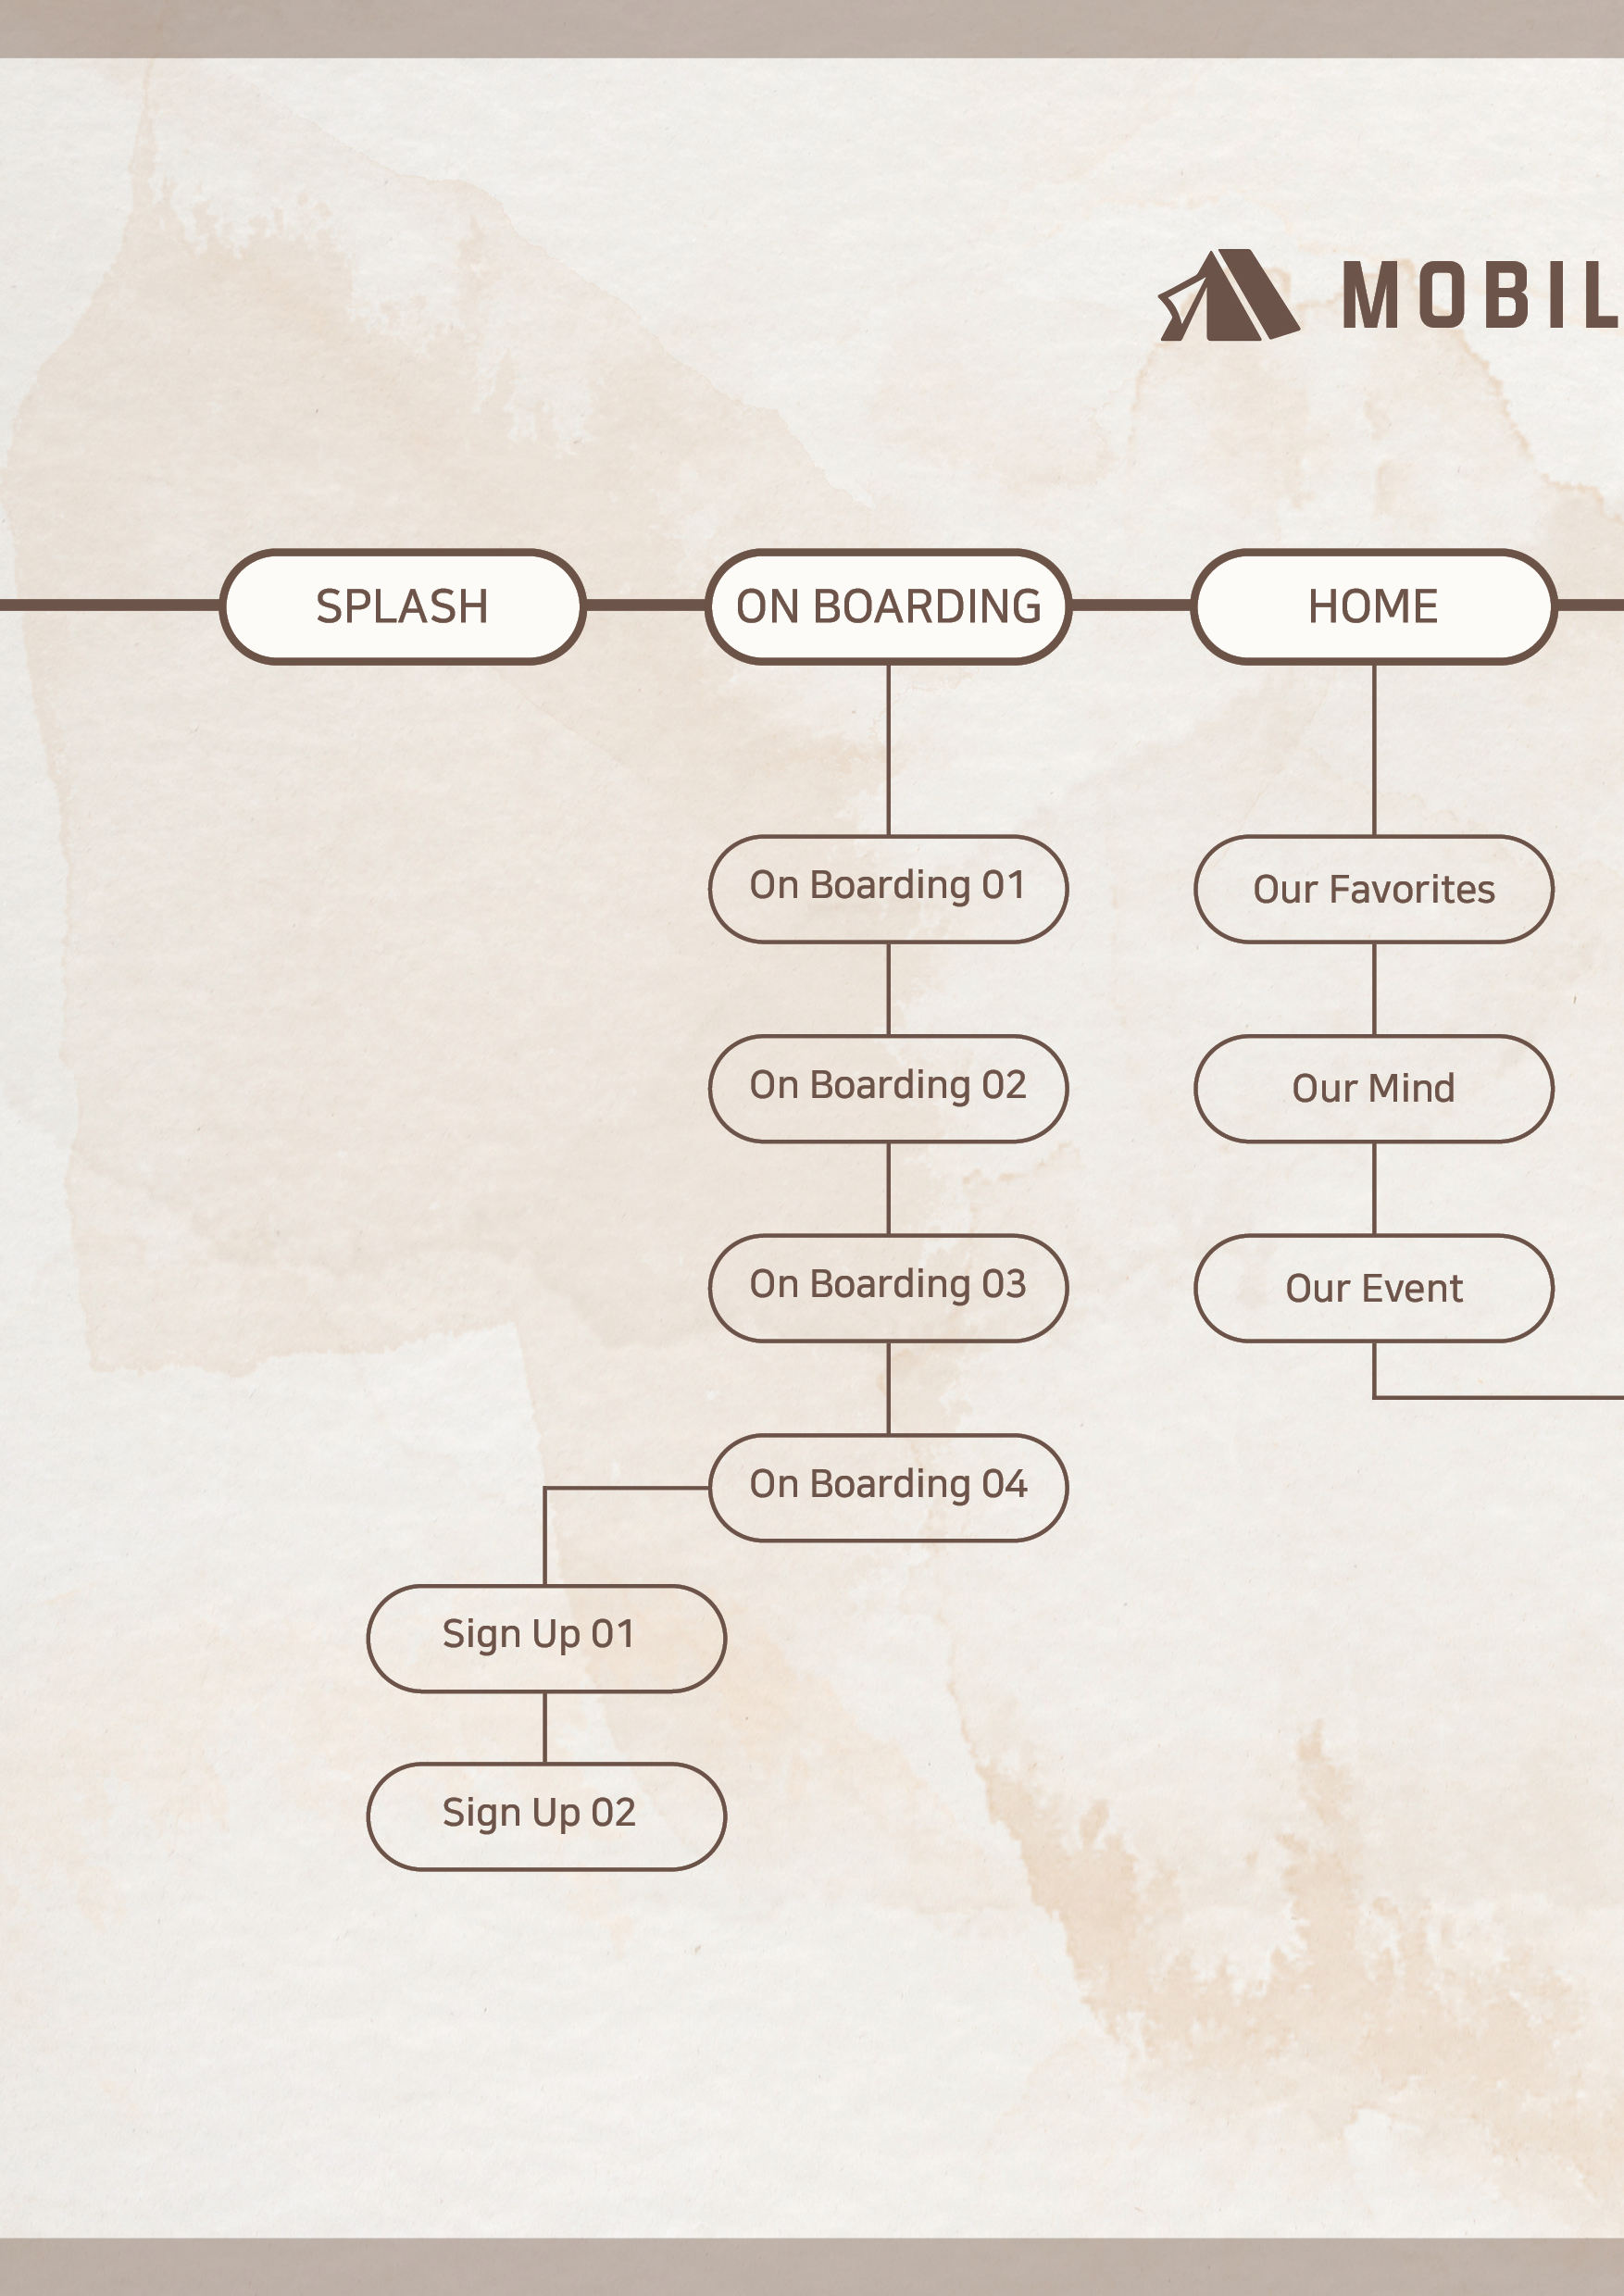 MOBIL
SPLASH
ON BOARDING
HOME
On Boarding 01
Our Favorites
On Boarding 02
Our Mind
On Boarding 03
Our Event
On Boarding 04
Sign Up 01
Sign Up 02